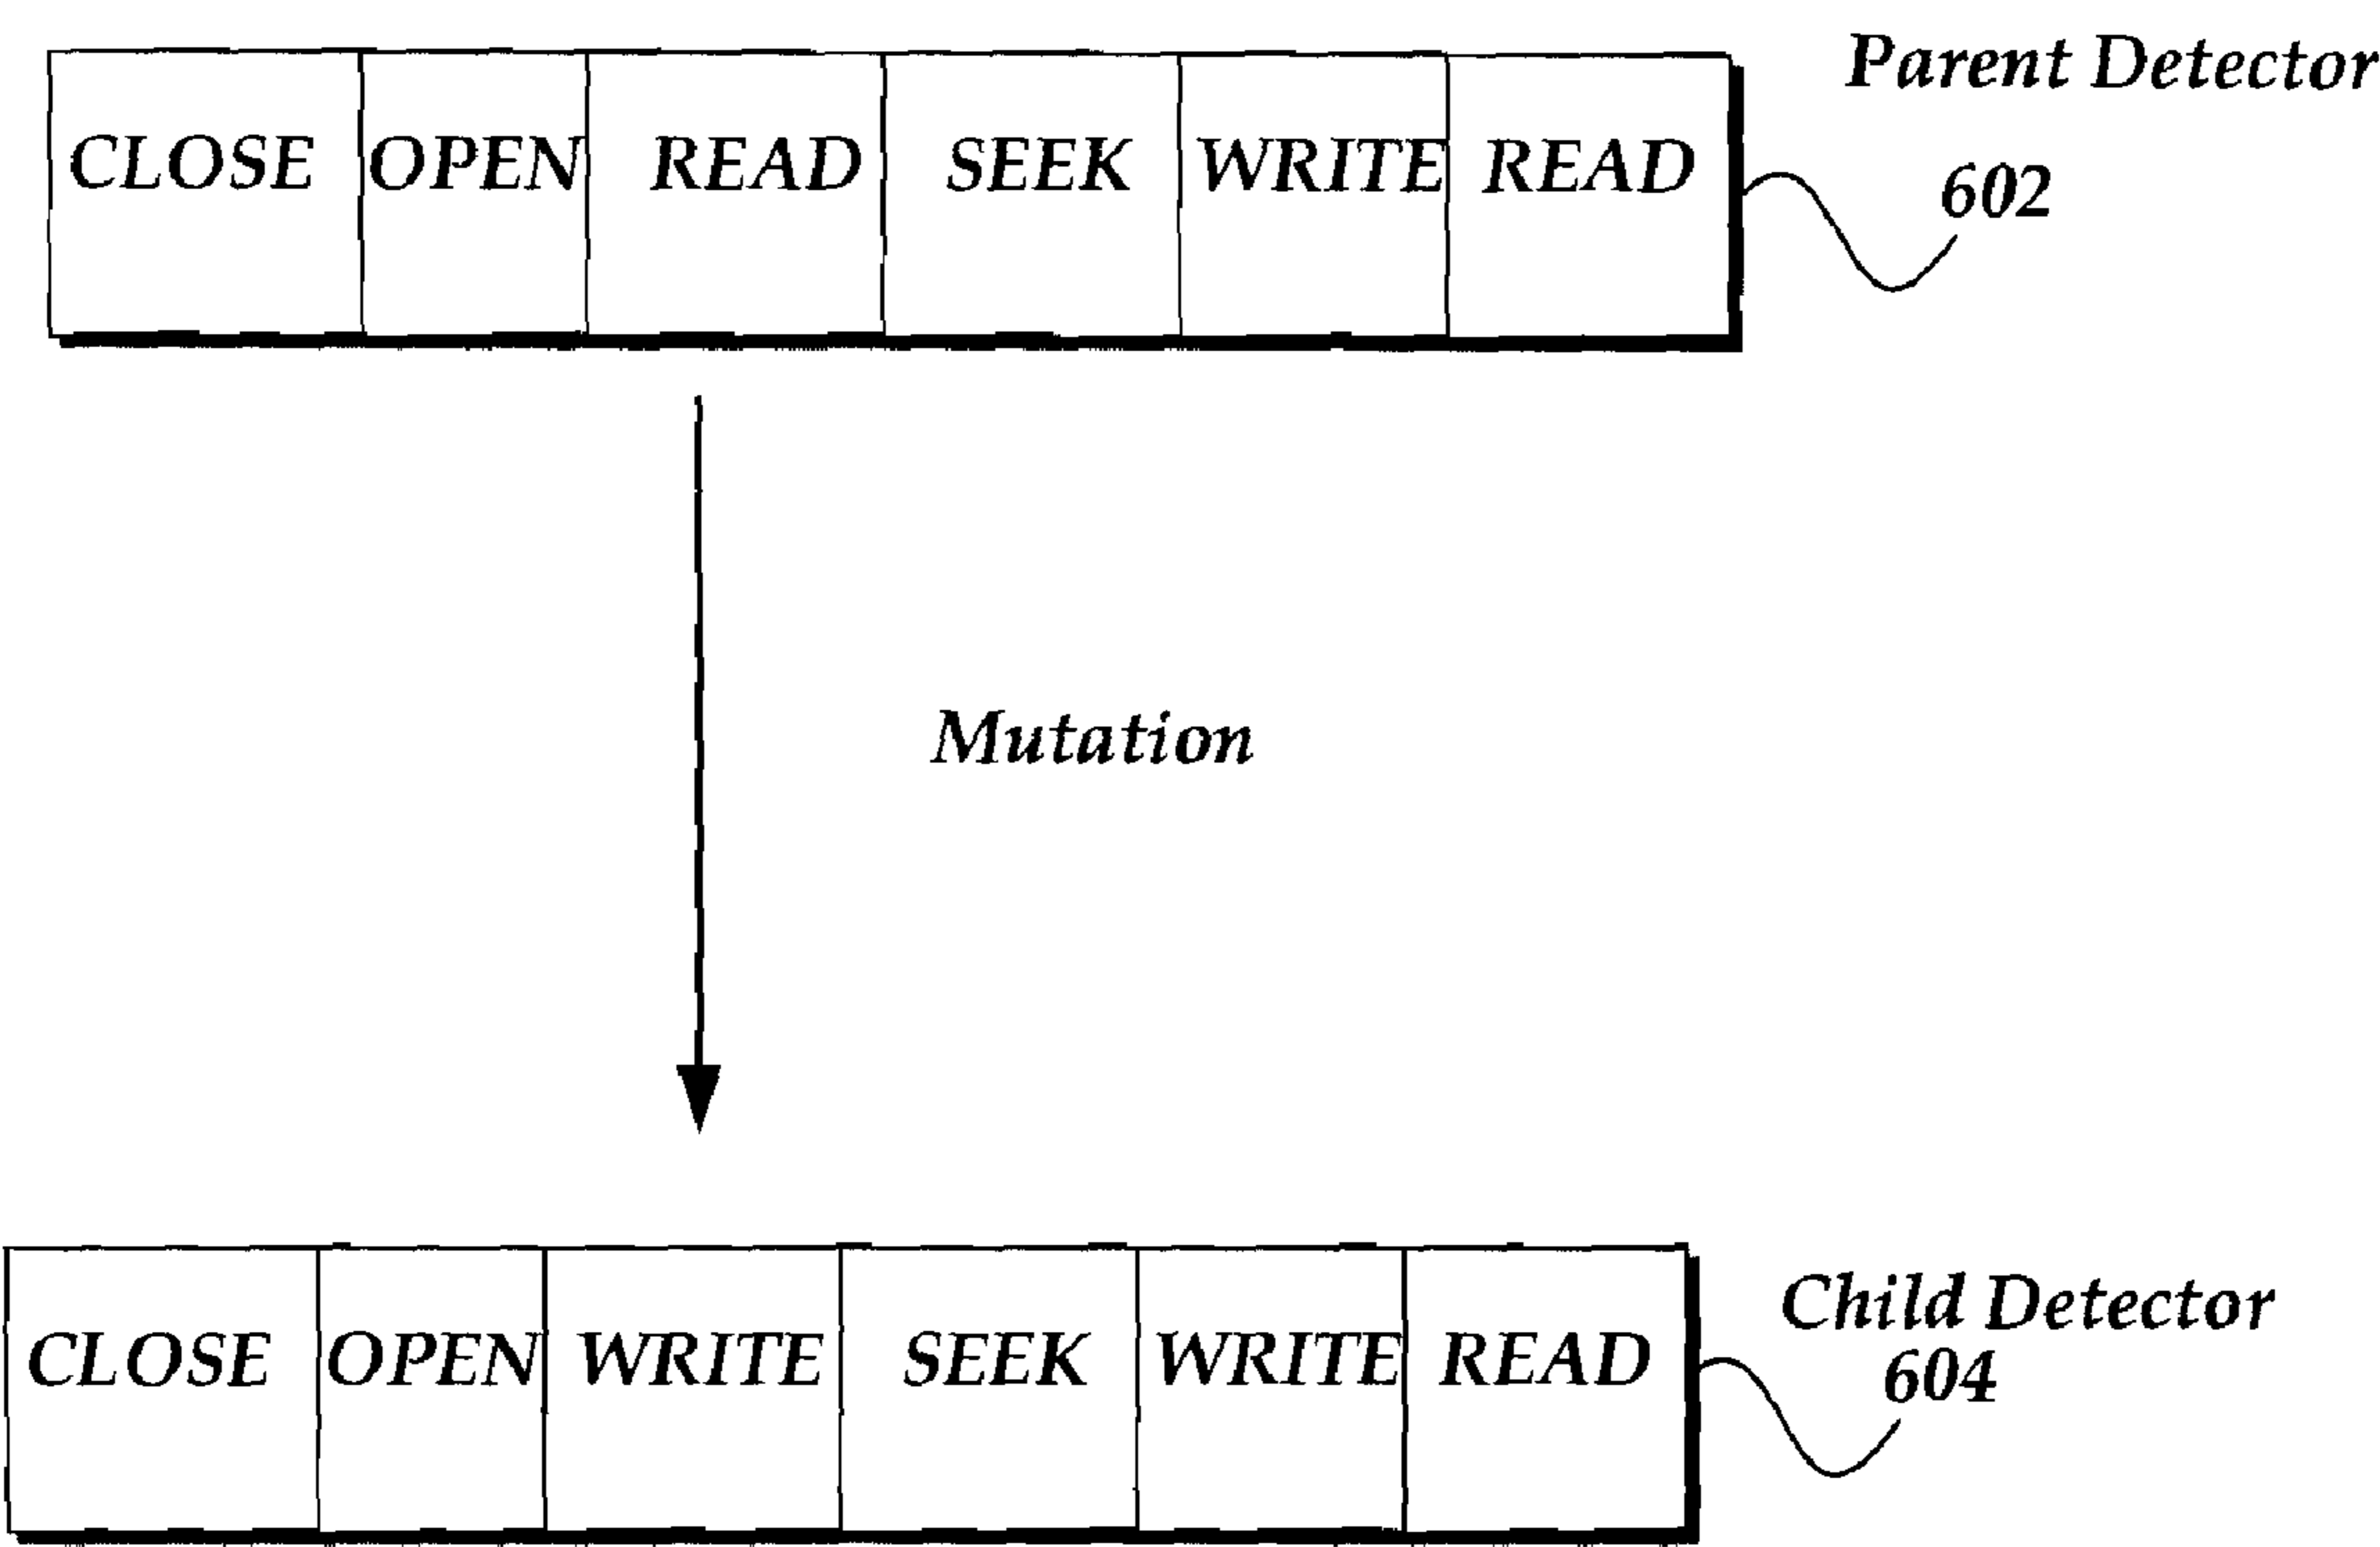 Parent Detector
CLOSE OPEN READ SEEK WRITE READ
602
Mutation
Child Detector
CLOSE OPEN WRITE SEEK WRITE READ
604